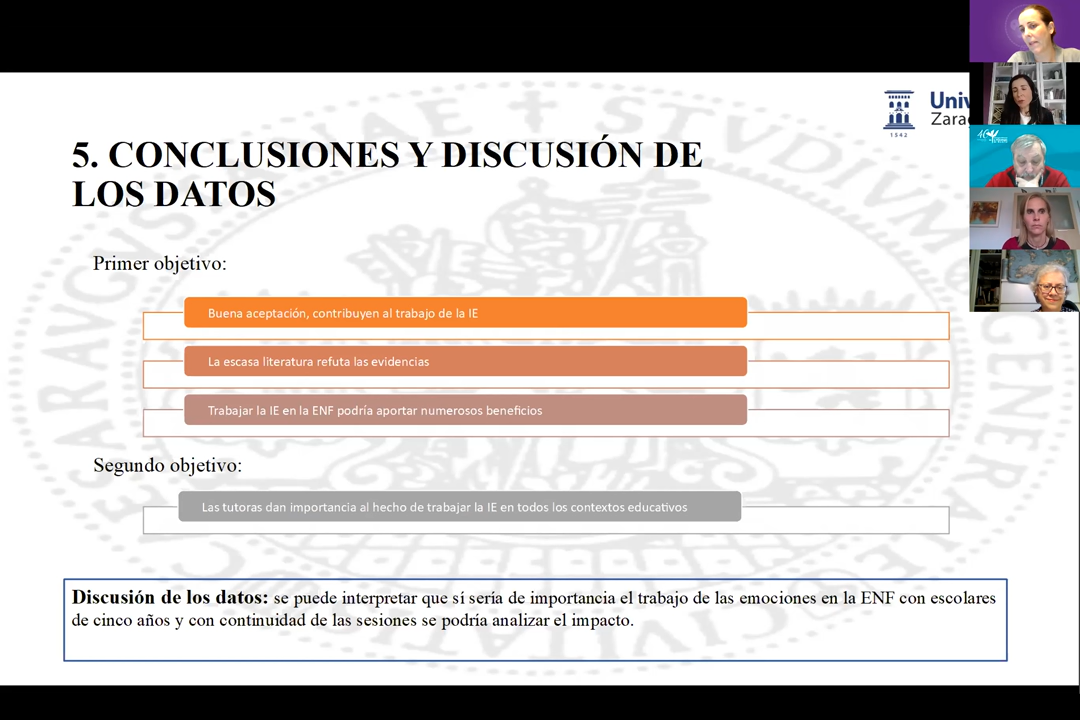 5. CONCLUSIONES Y DISCUSIÓN DE
LOS DATOS
1542
Primer objetivo:
Buena aceptación, contribuyen al trabajo de la IE
La escasa literatura refuta las evidencias
Trabajar la IE en la ENF podría aportar numerosos beneficios
Segundo objetivo:
Las tutoras dan importancia al hecho de trabajar la IE en todos los contextos educativos
Discusión de los datos: se puede interpretar que sí sería de importancia el trabajo de las emociones en la ENF con escolares
de cinco años y con continuidad de las sesiones se podría analizar el impacto.